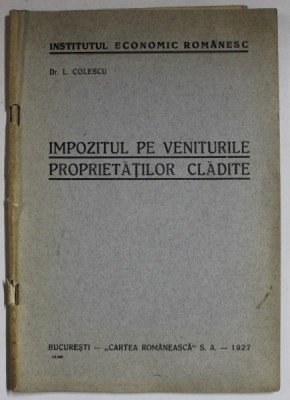 INSTITUTUL ECONOMIC ROMÂNESC
Dr. L. COLESCU
IMPOZITUL PE VENITURILE
PROPRIETĂȚILOR CLĂDITE
BUCUREȘTI — „CARTEA ROMÂNEASCĂ” S. A. — 1927